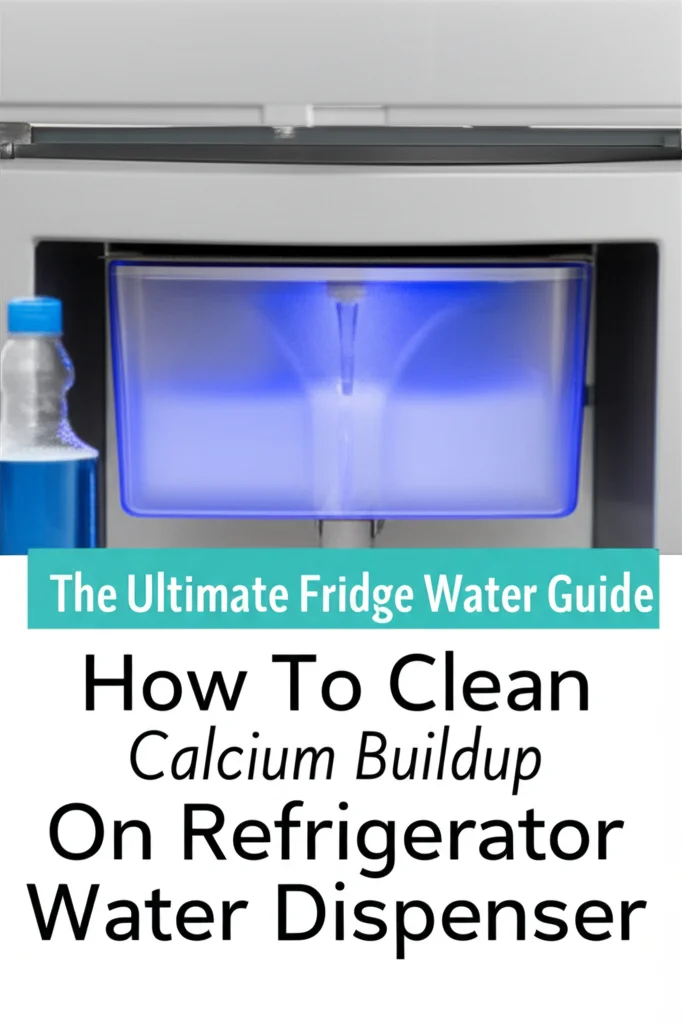 The Ultimate Fridge Water Guide
How To Clean
Calcium Buildup
On Refrigerator
Water Dispenser